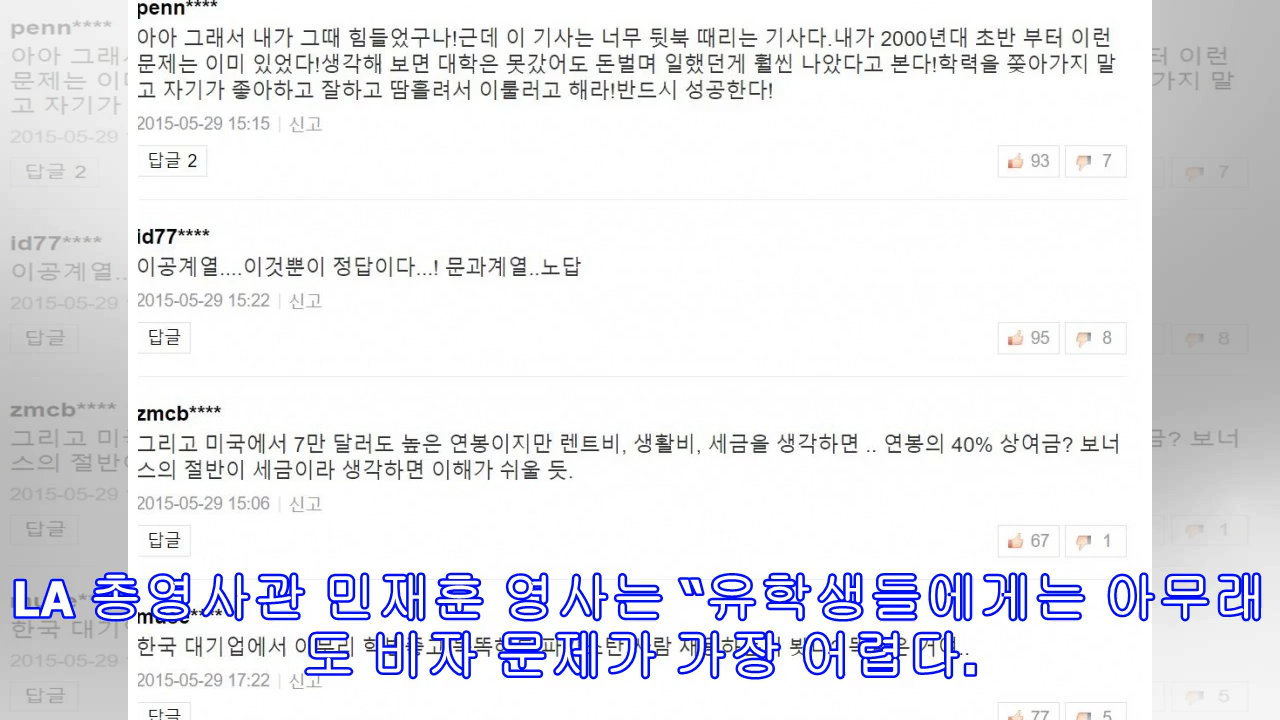 penn****
아아 그래서 내가 그때 힘들었구나!근데 이 기사는 너무 뒷북 때리는 기사다.내가 2000년대 초반 부터 이런
문제는 이미 있었다!생각해 보면 대학은 못갔어도 돈벌며 일했던게 훨씬 나았다고 본다!학력을 쫒아가지 말
고 자기가 좋아하고 잘하고 땀흘려서 이룰러고 해라!반드시 성공한다!
2015-05-29 15:15 | 신고
답글 2
93
7
id77****
이공계열....이것뿐이 정답이다...! 문과계열..노답
2015-05-29 15:22 | 신고
답글
95
8
zmcb****
그리고 미국에서 7만 달러도 높은 연봉이지만 렌트비, 생활비, 세금을 생각하면 .. 연봉의 40% 상여금? 보너
스의 절반이 세금이라 생각하면 이해가 쉬울 듯.
2015-05-29 15:06 | 신고
답글
67
1
LA 총영사관 민재훈 영사는 “유학생들에게는 아무래
도 비자 문제가 가장 어렵다.
한국 대기업에서 아무리
2015-05-29 17:22 | 신고
답글
77
5